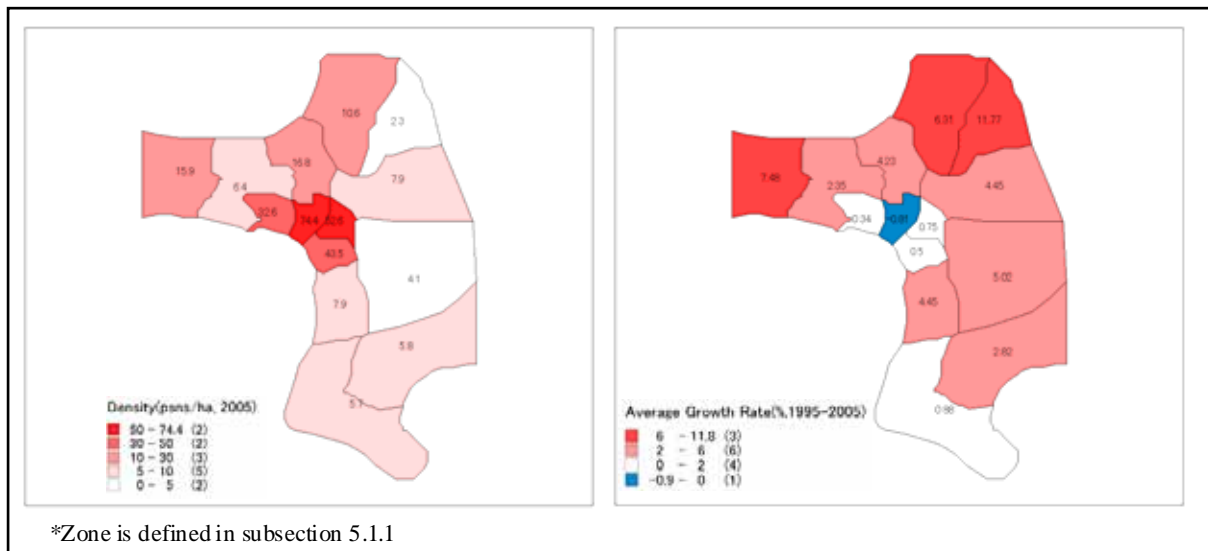 10.6
2.3
16.8
15.9
7.9
6.4
32.6
74.4
52.6
43.5
4.1
7.9
5.8
5.7
Density(psns/ha, 2005)
50 - 74.4 (2)
30 - 50 (2)
10 - 30 (3)
5 - 10 (5)
0 - 5 (2)
6.31
11.77
4.23
7.48
4.45
2.35
-0.34
-0.81
0.75
0.5
5.02
4.45
2.82
0.98
Average Growth Rate(%,1995-2005)
6 - 11.8 (3)
2 - 6 (6)
0 - 2 (4)
-0.9 - 0 (1)
*Zone is defined in subsection 5.1.1